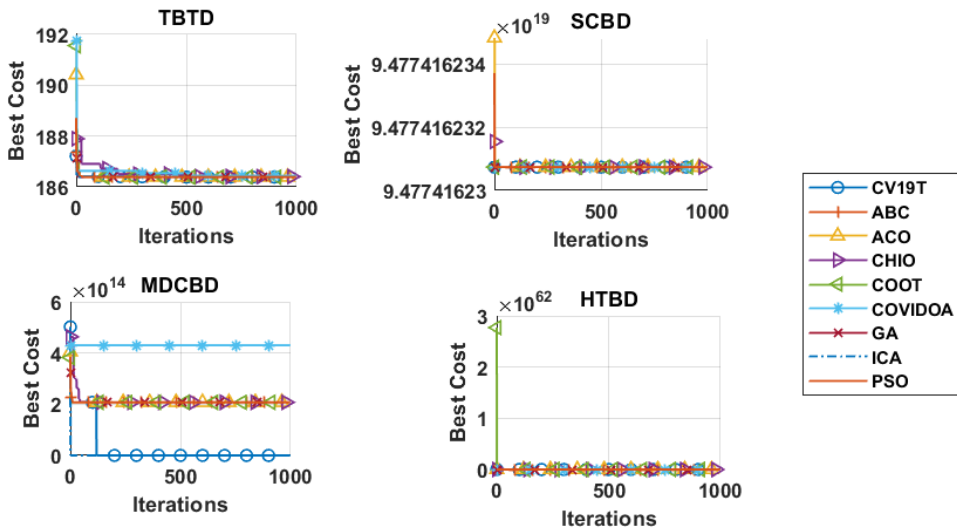 TBTD
192
190
188
186
Best Cost
0
500
1000
Iterations
×10^19
SCBD
9.477416234
9.477416232
9.47741623
Best Cost
0
500
1000
Iterations
×10^14
MDCBD
6
4
2
0
Best Cost
0
500
1000
Iterations
×10^62
HTBD
3
2
1
0
Best Cost
0
500
1000
Iterations
CV19T
ABC
ACO
CHIO
COOT
COVIDOA
GA
ICA
PSO